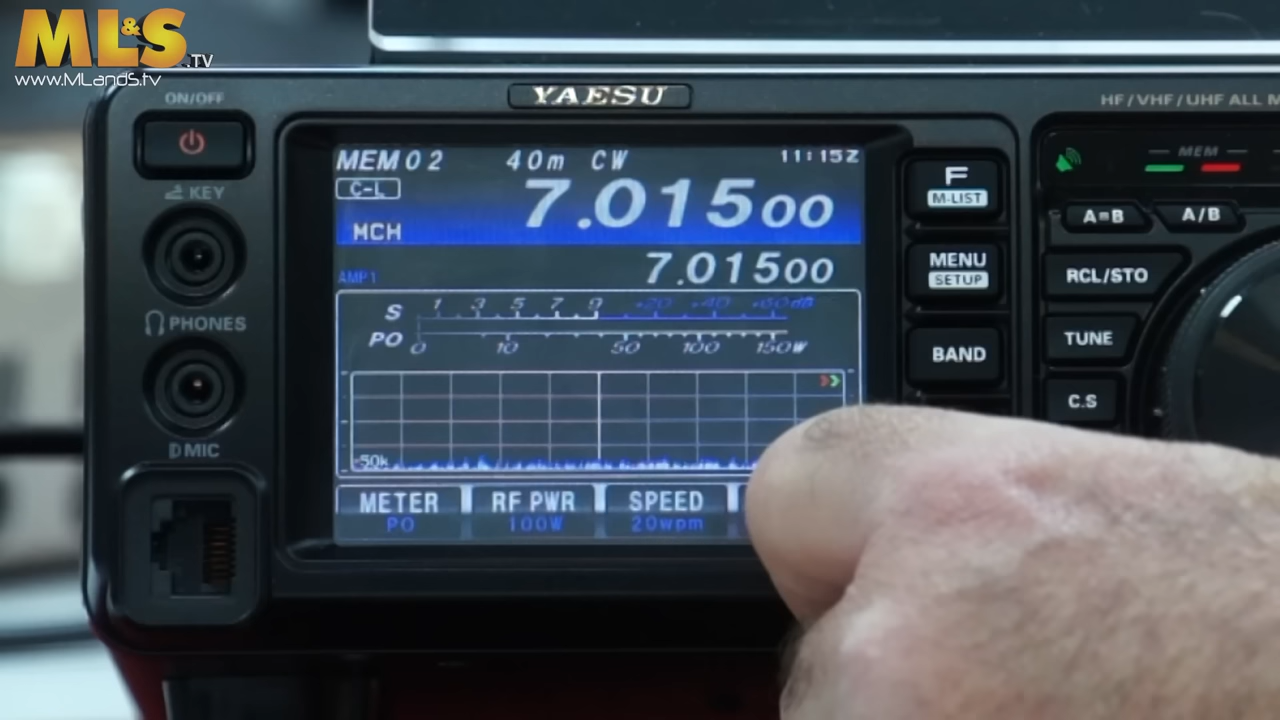 ML&S.TV
www.MLandS.tv
ON/OFF
YAESU
HF/VHF/UHF ALL M
MEM02 40m CW 11:15Z
C-L
7.01500
MCH
AMP1
7.01500
S 1 3 5 7 9 +20 +40 +60dB
PO 0 10 50 100 150W
-50k
METER RF PWR SPEED
PO 100W 20wpm
KEY
PHONES
MIC
F
M-LIST
MENU
SETUP
BAND
MEM
A=B A/B
RCL/STO
TUNE
C.S